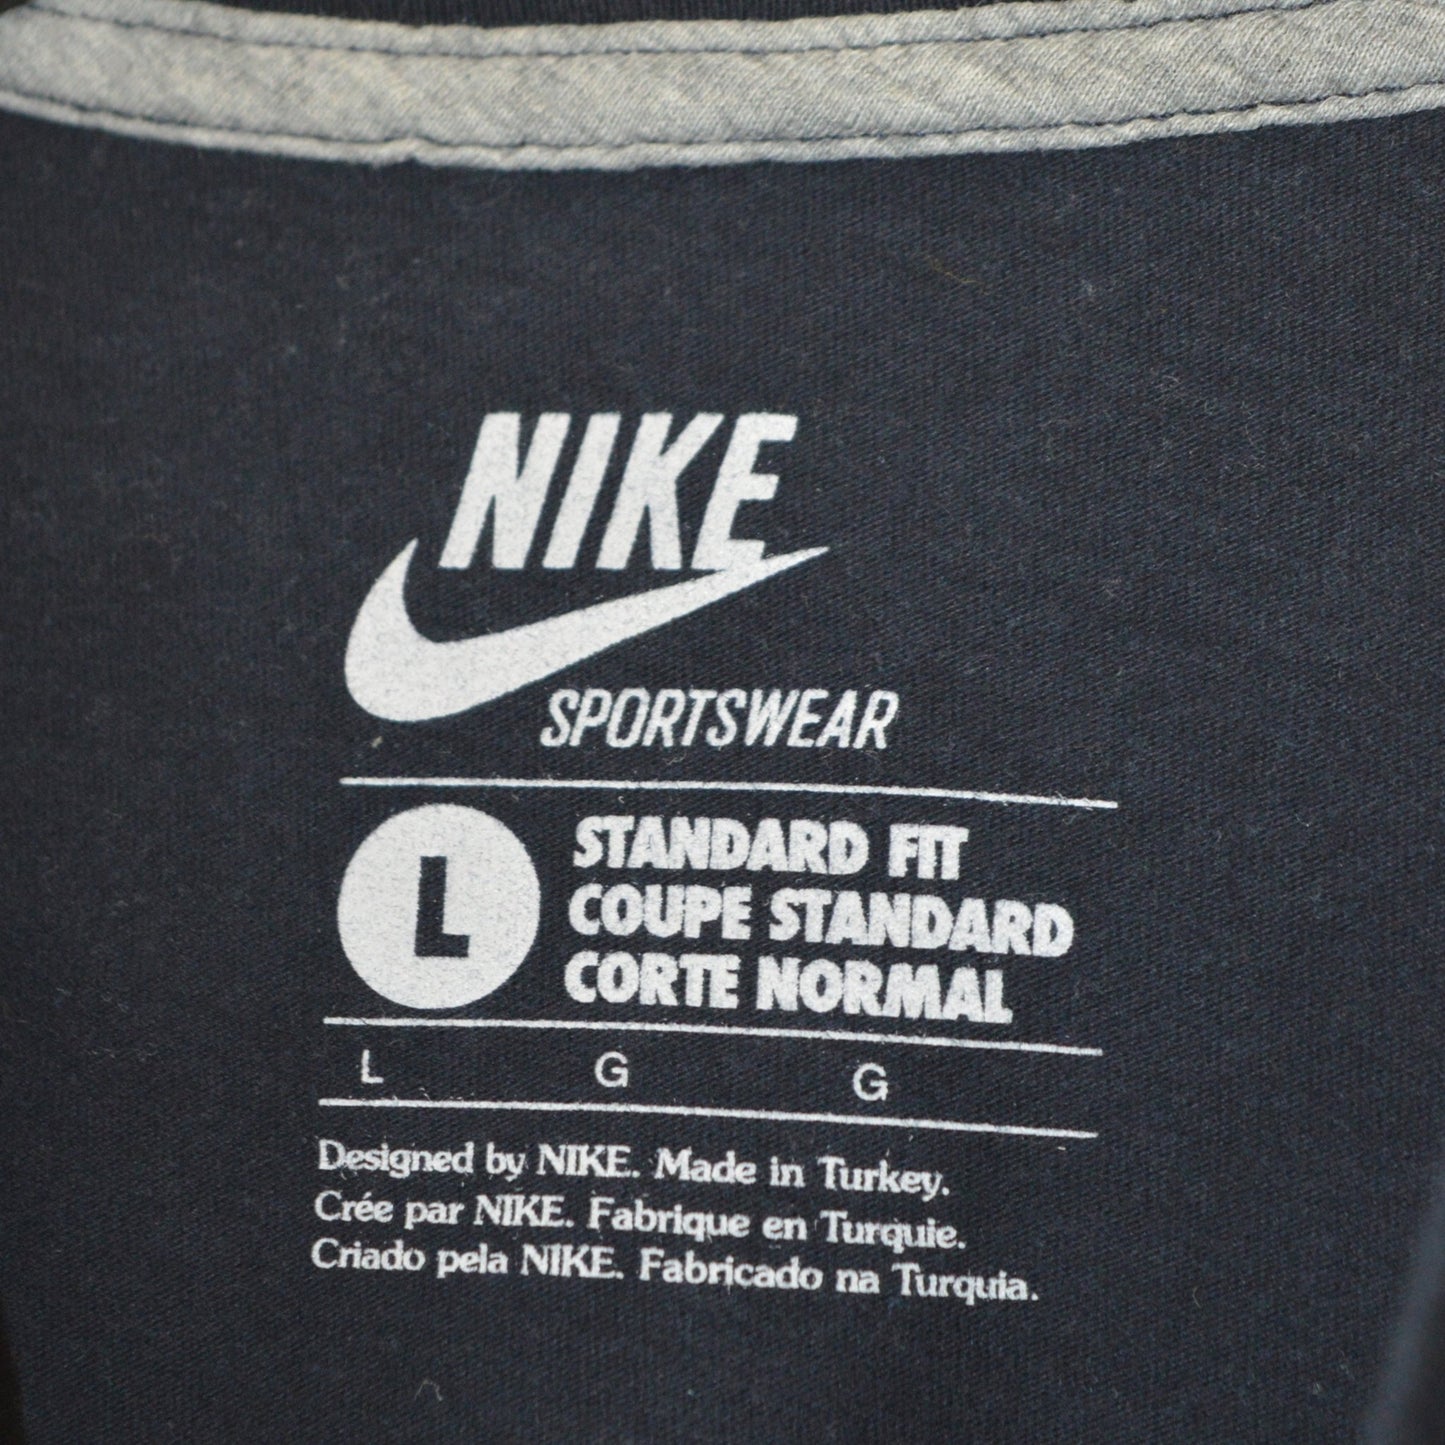 NIKE
SPORTSWEAR
L
STANDARD FIT
COUPE STANDARD
CORTE NORMAL
L G G
Designed by NIKE. Made in Turkey.
Crée par NIKE. Fabrique en Turquie.
Criado pela NIKE. Fabricado na Turquia.